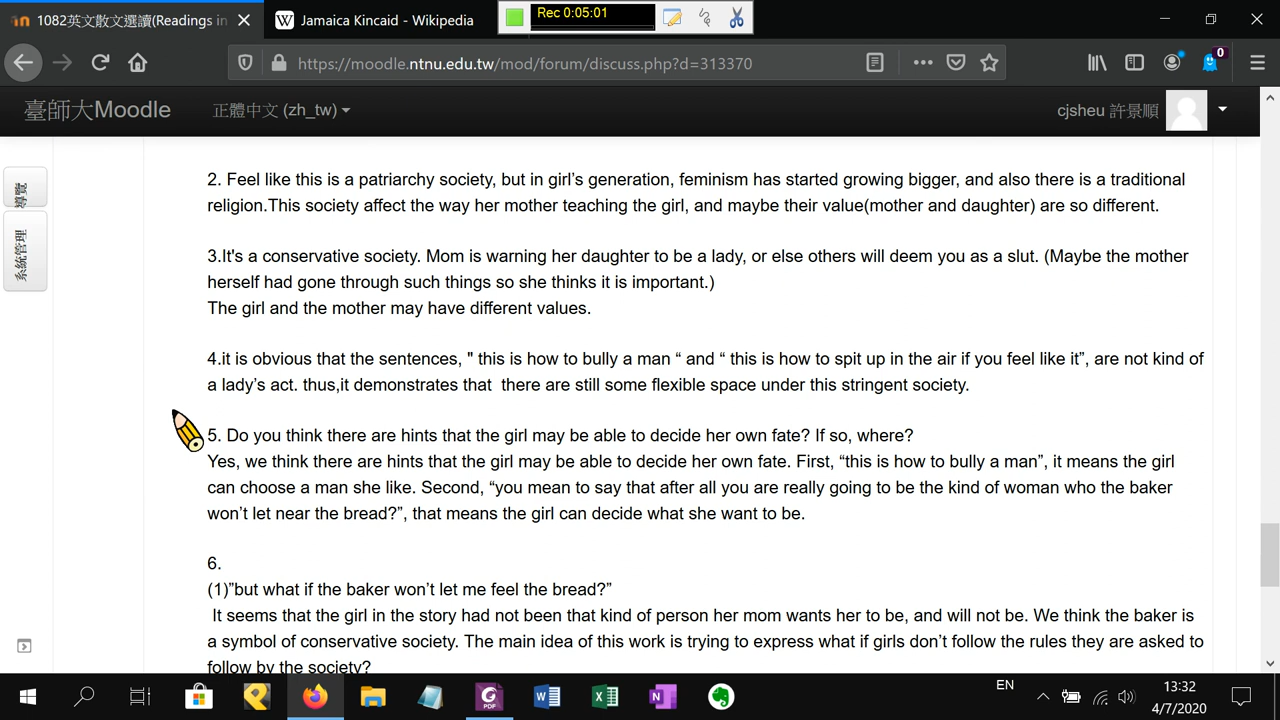 1082英文散文選讀(Readings in
Jamaica Kincaid - Wikipedia
Rec 0:05:01
https://moodle.ntnu.edu.tw/mod/forum/discuss.php?d=313370
0
臺師大Moodle
正體中文 (zh_tw)
cjsheu 許景順
導覽
系統管理
2. Feel like this is a patriarchy society, but in girl’s generation, feminism has started growing bigger, and also there is a traditional
religion.This society affect the way her mother teaching the girl, and maybe their value(mother and daughter) are so different.
3.It's a conservative society. Mom is warning her daughter to be a lady, or else others will deem you as a slut. (Maybe the mother
herself had gone through such things so she thinks it is important.)
The girl and the mother may have different values.
4.it is obvious that the sentences, " this is how to bully a man “ and “ this is how to spit up in the air if you feel like it”, are not kind of
a lady’s act. thus,it demonstrates that  there are still some flexible space under this stringent society.
5. Do you think there are hints that the girl may be able to decide her own fate? If so, where?
Yes, we think there are hints that the girl may be able to decide her own fate. First, “this is how to bully a man”, it means the girl
can choose a man she like. Second, “you mean to say that after all you are really going to be the kind of woman who the baker
won’t let near the bread?”, that means the girl can decide what she want to be.
6.
(1)”but what if the baker won’t let me feel the bread?”
It seems that the girl in the story had not been that kind of person her mom wants her to be, and will not be. We think the baker is
a symbol of conservative society. The main idea of this work is trying to express what if girls don’t follow the rules they are asked to
follow by the society?
PDF
EN
13:32
4/7/2020